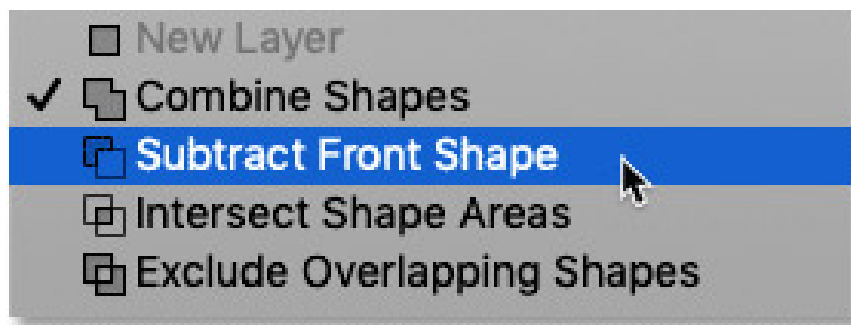 New Layer
Combine Shapes
Subtract Front Shape
Intersect Shape Areas
Exclude Overlapping Shapes